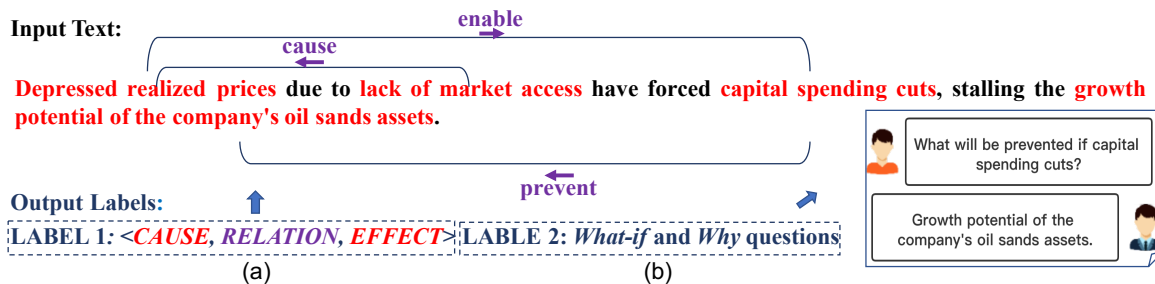 enable
Input Text:
cause
Depressed realized prices due to lack of market access have forced capital spending cuts, stalling the growth
potential of the company's oil sands assets.
What will be prevented if capital
spending cuts?
prevent
Growth potential of the
company's oil sands assets.
Output Labels:
LABEL 1: <CAUSE, RELATION, EFFECT> LABLE 2: What-if and Why questions
(a) (b)